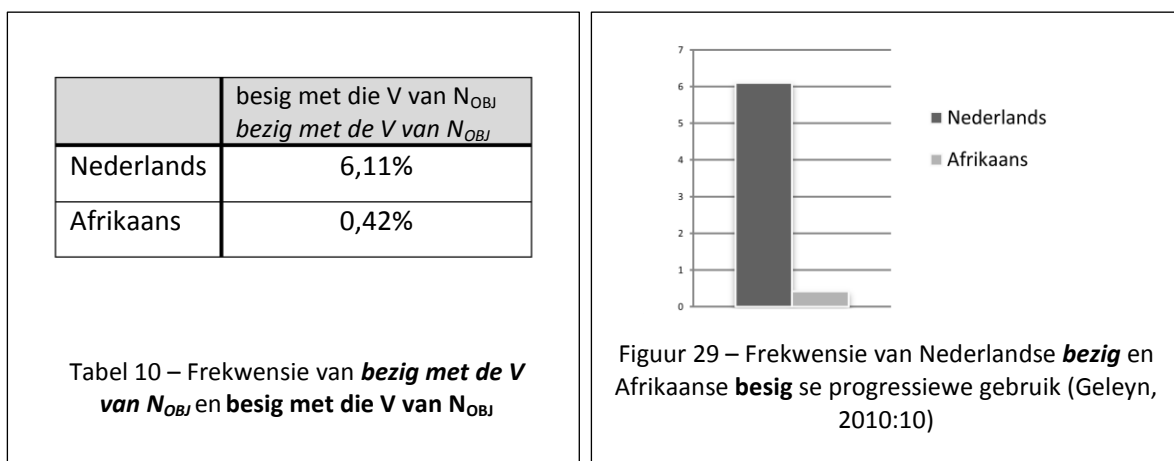 besig met die V van N_OBJ
bezig met de V van N_OBJ
Nederlands 6,11%
Afrikaans 0,42%
Tabel 10 – Frekwensie van bezig met de V
van N_OBJ en besig met die V van N_OBJ
7
6
5
4
3
2
1
0
Nederlands
Afrikaans
Figuur 29 – Frekwensie van Nederlandse bezig en
Afrikaanse besig se progressiewe gebruik (Geleyn,
2010:10)